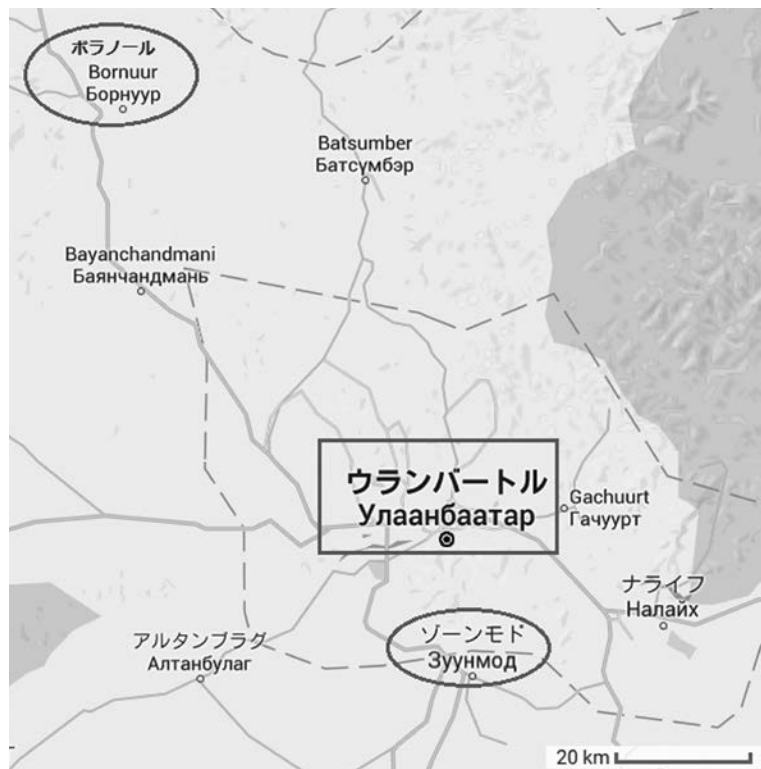 ボラノール
Bornuur
Борнуур
Batsumber
Батсүмбэр
Bayanchandmani
Баянчандмань
ウランバートル
Улаанбаатар
Gachuurt
Гачуурт
ナライフ
Налайх
ゾーンモド
Зуунмод
アルタンブラグ
Алтанбулаг
20 km